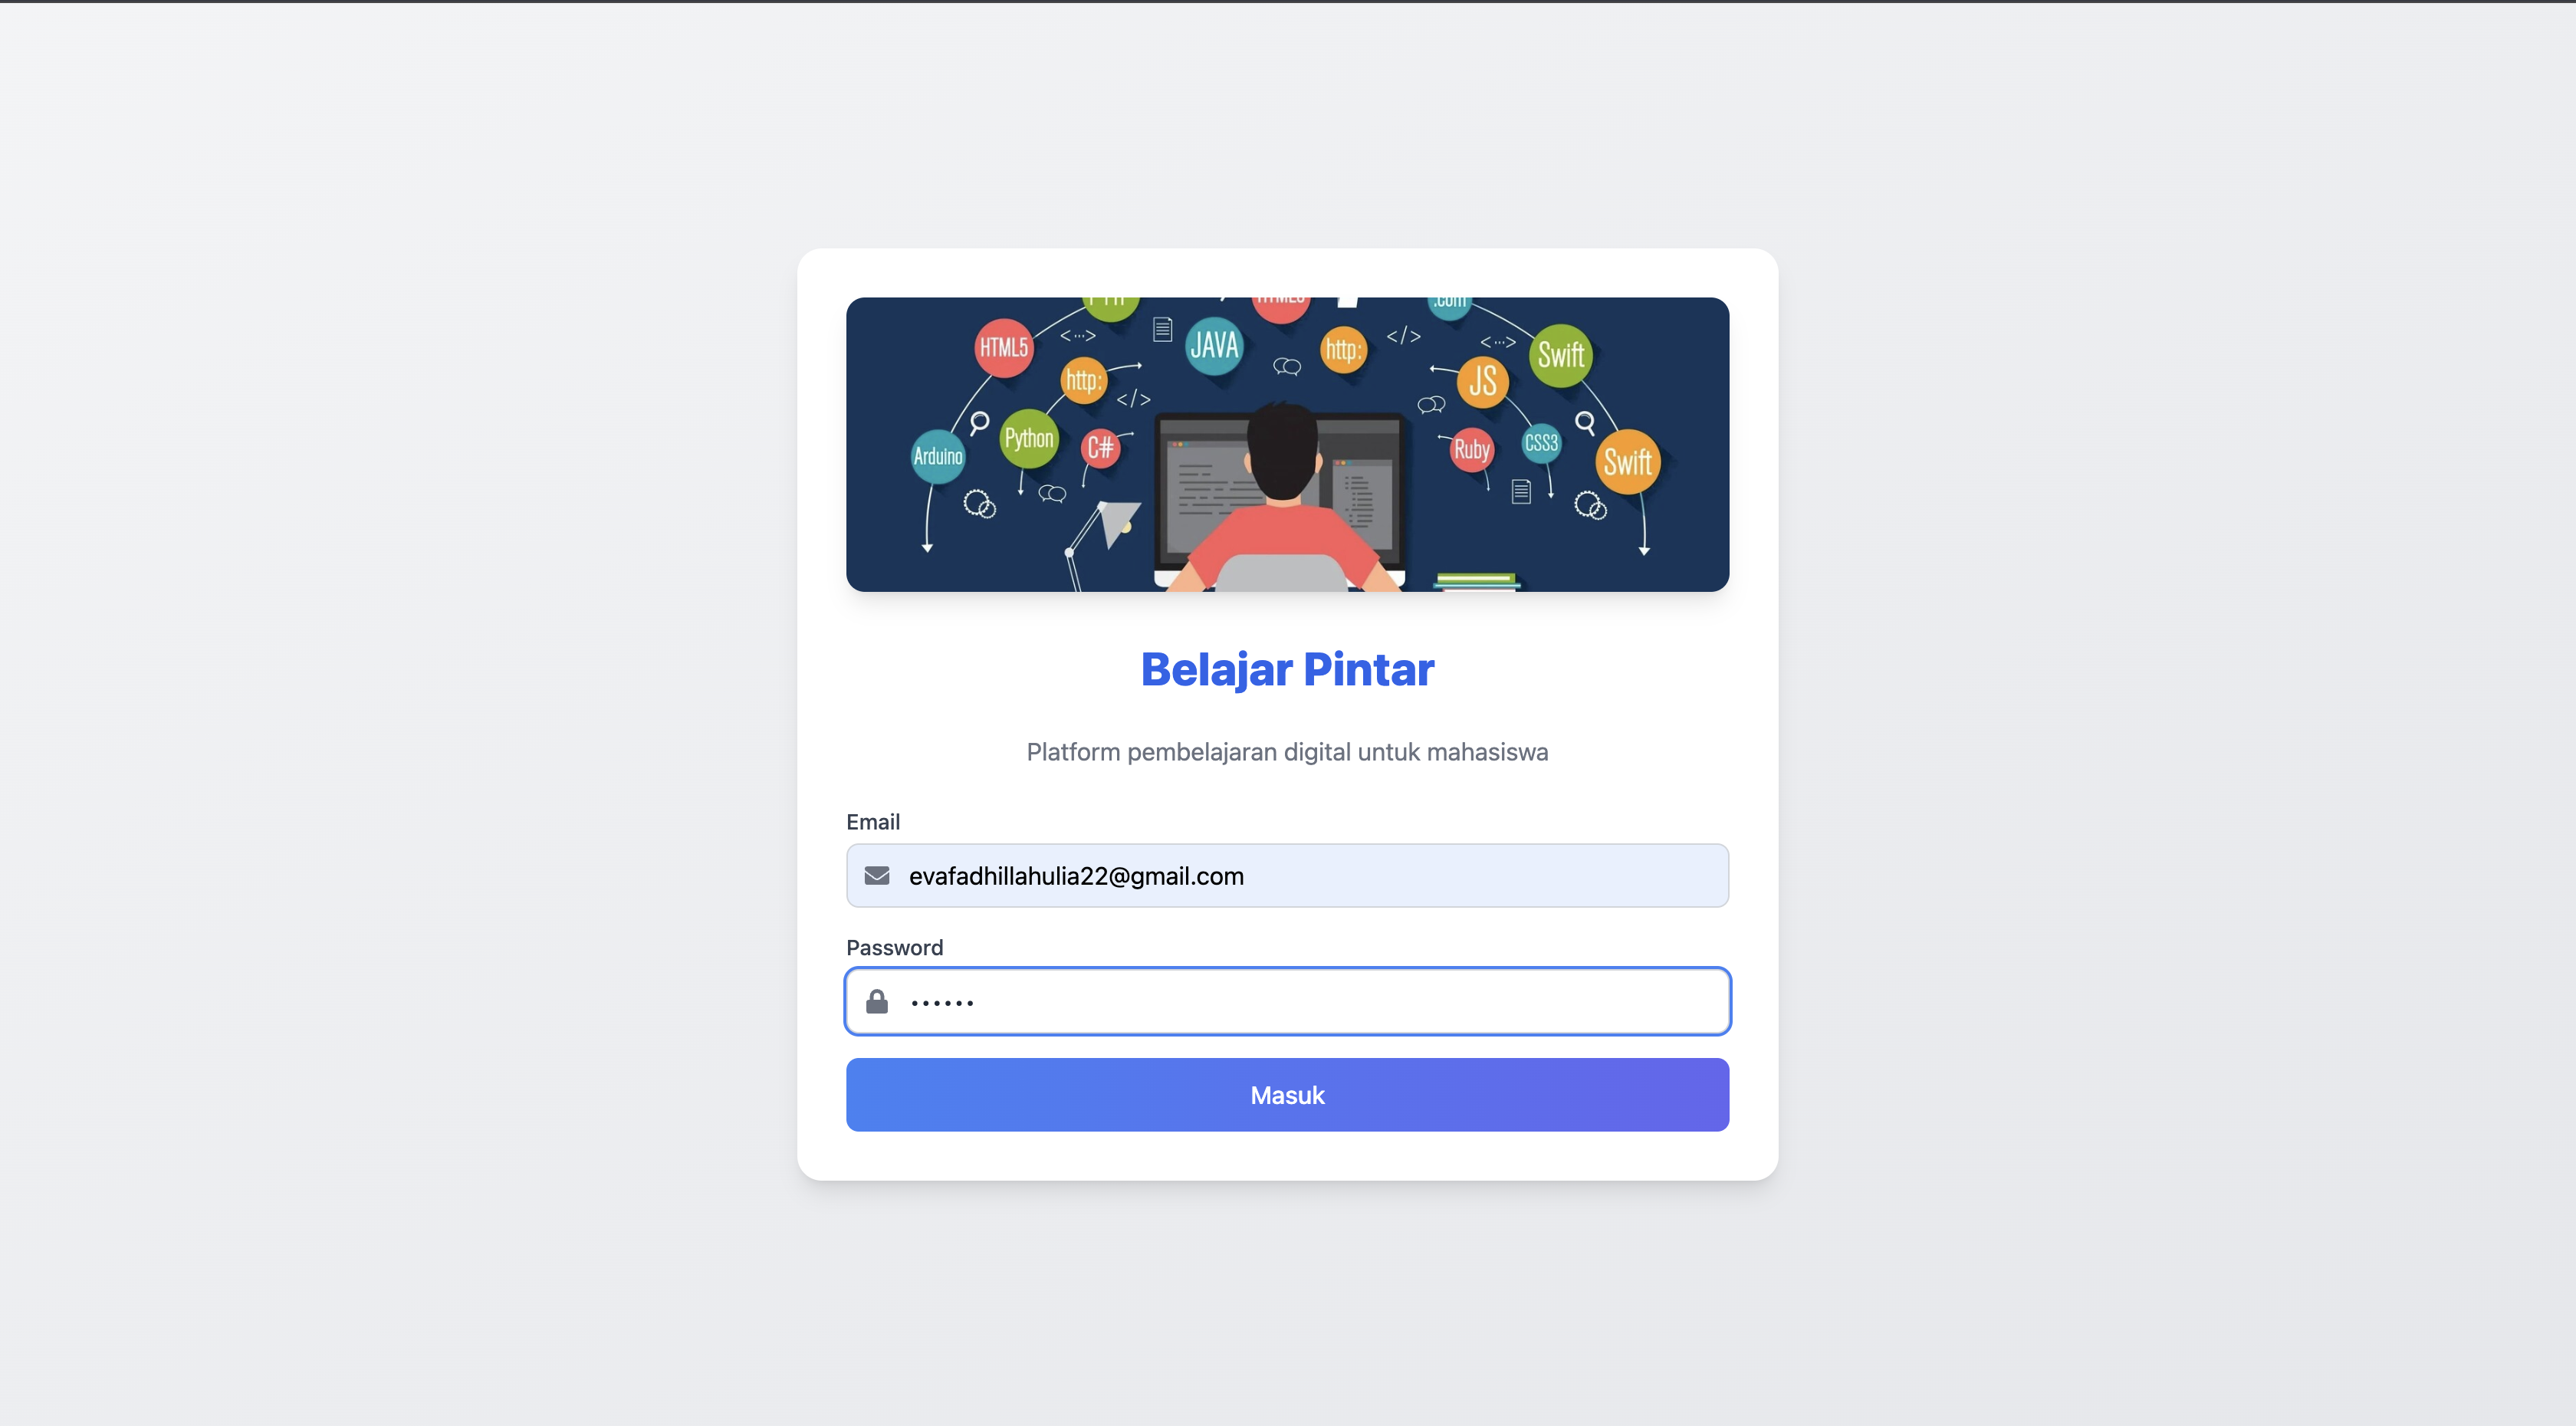 HTML5
JAVA
http:
.com
Swift
http:
JS
Python
C#
Arduino
Ruby
CSS3
Swift
Belajar Pintar
Platform pembelajaran digital untuk mahasiswa
Email
evafadhillahulia22@gmail.com
Password
Masuk